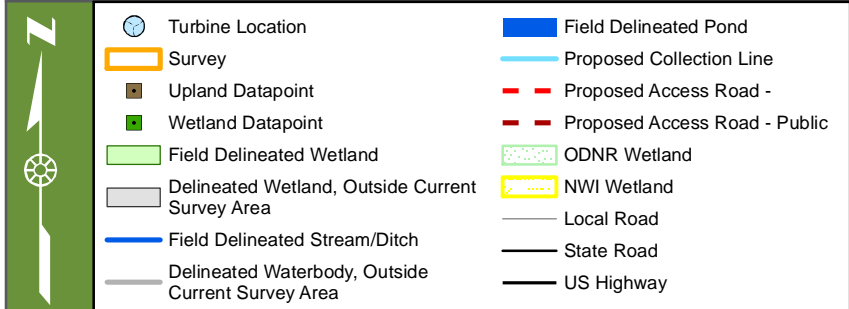 N
Turbine Location
Survey
Upland Datapoint
Wetland Datapoint
Field Delineated Wetland
Delineated Wetland, Outside Current
Survey Area
Field Delineated Stream/Ditch
Delineated Waterbody, Outside
Current Survey Area
Field Delineated Pond
Proposed Collection Line
Proposed Access Road -
Proposed Access Road - Public
ODNR Wetland
NWI Wetland
Local Road
State Road
US Highway